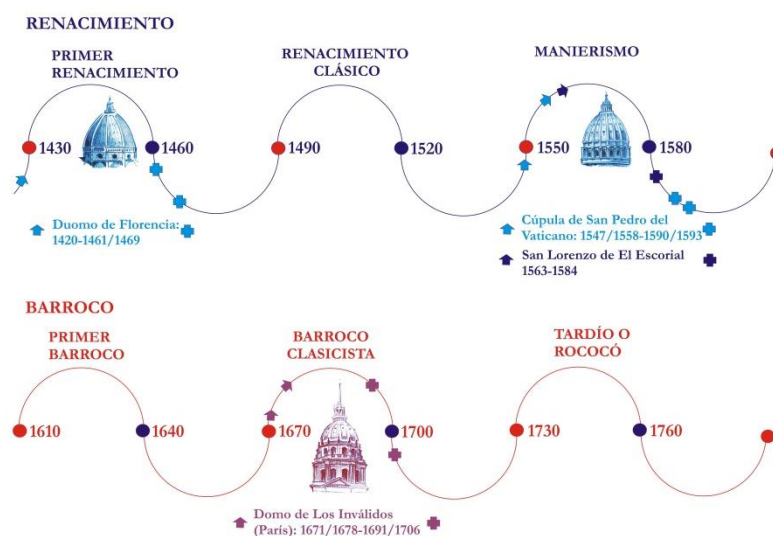 RENACIMIENTO
PRIMER
RENACIMIENTO
RENACIMIENTO
CLÁSICO
MANIERISMO
1430
1460
1490
1520
1550
1580
Duomo de Florencia:
1420-1461/1469
Cúpula de San Pedro del
Vaticano: 1547/1558-1590/1593
San Lorenzo de El Escorial
1563-1584
BARROCO
PRIMER
BARROCO
BARROCO
CLASICISTA
TARDÍO O
ROCOCÓ
1610
1640
1670
1700
1730
1760
Domo de Los Inválidos
(París): 1671/1678-1691/1706